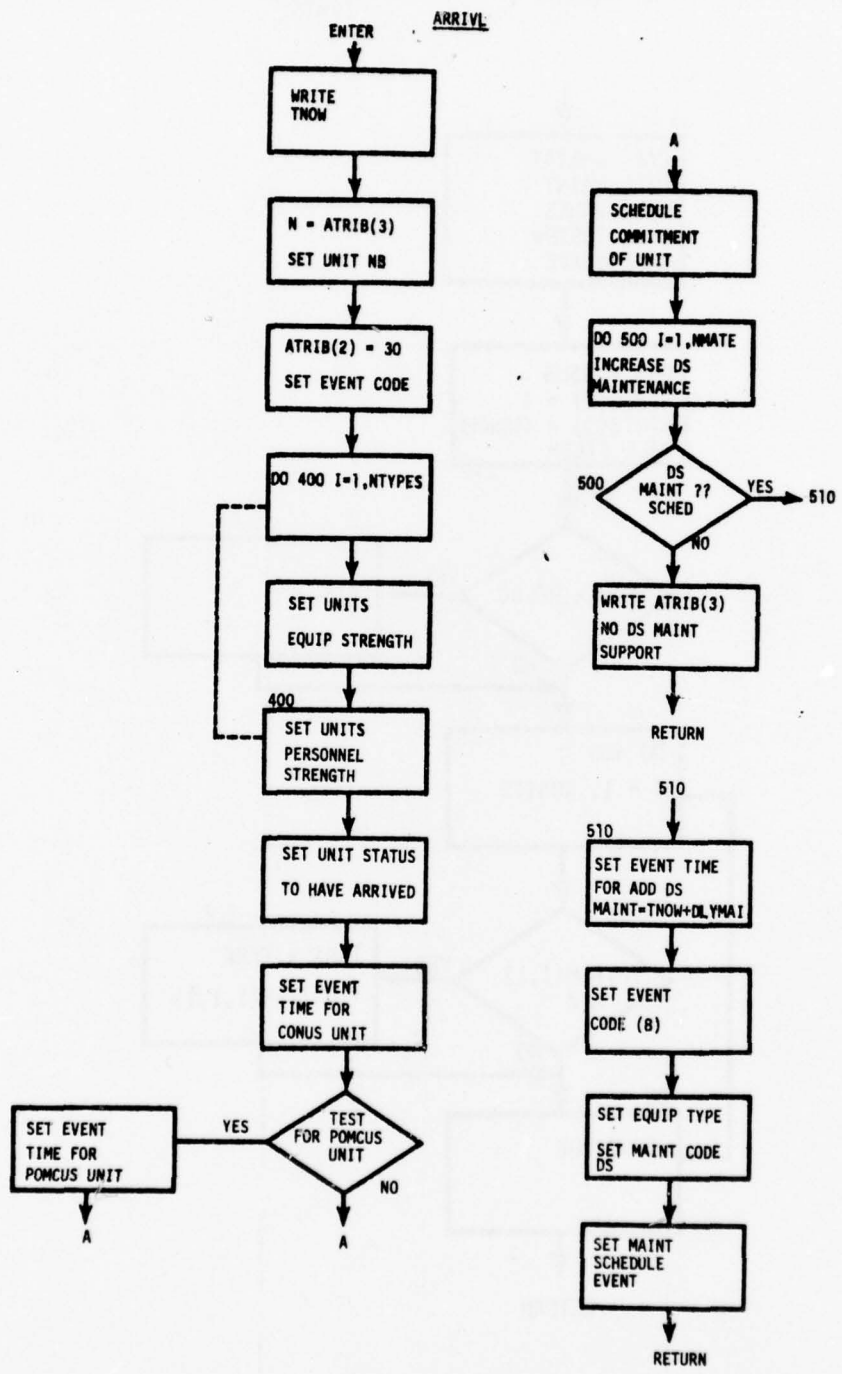 ARRIVL
ENTER
WRITE
TNOW
N = ATRIB(3)
SET UNIT NB
ATRIB(2) = 30
SET EVENT CODE
DO 400 I=1,NTYPES
SET UNITS
EQUIP STRENGTH
400
SET UNITS
PERSONNEL
STRENGTH
SET UNIT STATUS
TO HAVE ARRIVED
SET EVENT
TIME FOR
CONUS UNIT
TEST
FOR POMCUS
UNIT
YES
NO
SET EVENT
TIME FOR
POMCUS UNIT
A
A
A
SCHEDULE
COMMITMENT
OF UNIT
DO 500 I=1,NMATE
INCREASE DS
MAINTENANCE
500
DS
MAINT ??
SCHED
YES
510
NO
WRITE ATRIB(3)
NO DS MAINT
SUPPORT
RETURN
510
510
SET EVENT TIME
FOR ADD DS
MAINT=TNOW+DLYMAI
SET EVENT
CODE (8)
SET EQUIP TYPE
SET MAINT CODE
DS
SET MAINT
SCHEDULE
EVENT
RETURN